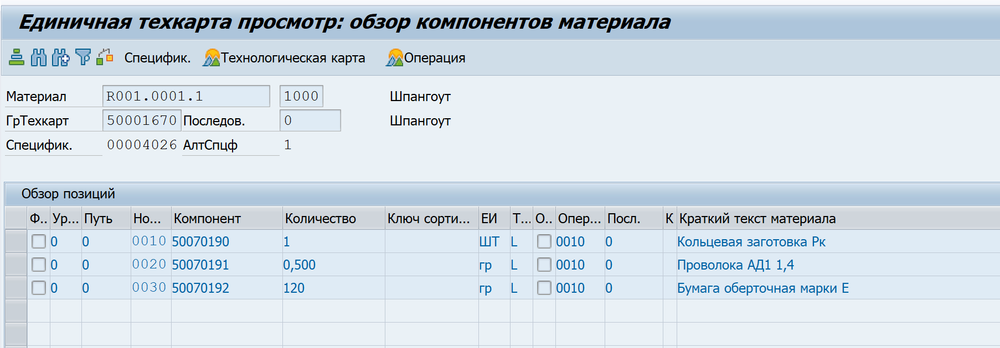 Единичная техкарта просмотр: обзор компонентов материала
Специфик. Технологическая карта Операция
Материал R001.0001.1 1000 Шпангоут
ГрТехкарт 50001670 Последов. 0 Шпангоут
Специфик. 00004026 АлтСпцф 1
Обзор позиций
Ф.. Ур... Путь Но... Компонент Количество Ключ сорти... ЕИ Т... О.. Опер... Посл. К Краткий текст материала
0 0 0010 50070190 1 ШТ L 0010 0 Кольцевая заготовка Рк
0 0 0020 50070191 0,500 гр L 0010 0 Проволока АД1 1,4
0 0 0030 50070192 120 гр L 0010 0 Бумага оберточная марки Е